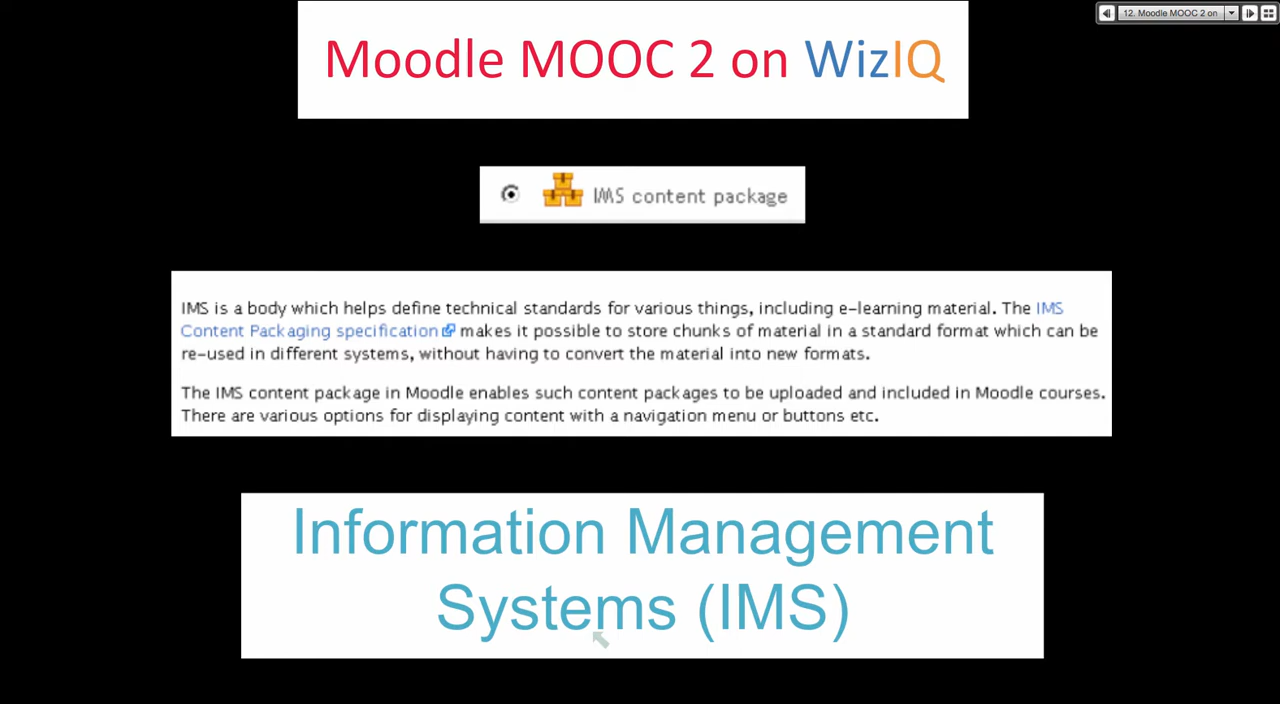 12. Moodle MOOC 2 on
Moodle MOOC 2 on WizIQ
IMS content package
IMS is a body which helps define technical standards for various things, including e-learning material. The IMS
Content Packaging specification makes it possible to store chunks of material in a standard format which can be
re-used in different systems, without having to convert the material into new formats.
The IMS content package in Moodle enables such content packages to be uploaded and included in Moodle courses.
There are various options for displaying content with a navigation menu or buttons etc.
Information Management
Systems (IMS)